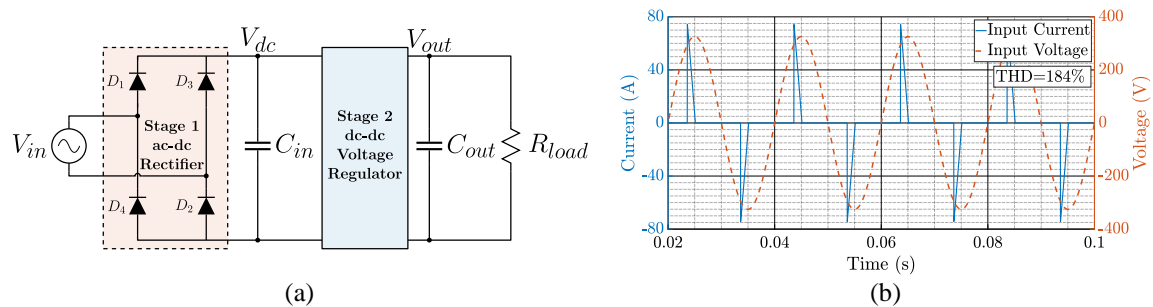 V_dc
V_out
D_1
D_3
V_in
Stage 1
ac-dc
Rectifier
C_in
Stage 2
dc-dc
Voltage
Regulator
C_out
R_load
D_4
D_2
(a)
80
40
0
-40
-80
Current (A)
Input Current
Input Voltage
THD=184%
400
200
0
-200
-400
Voltage (V)
0.02
0.04
0.06
0.08
0.1
Time (s)
(b)